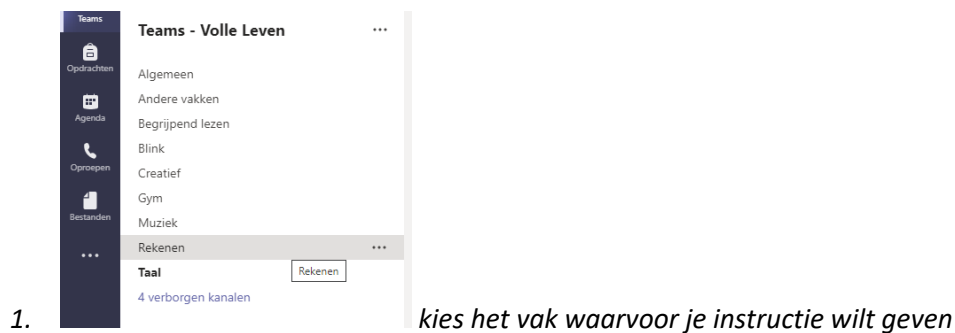 Teams
Opdrachten
Agenda
Oproepen
Bestanden
...
Teams - Volle Leven ...
Algemeen
Andere vakken
Begrijpend lezen
Blink
Creatief
Gym
Muziek
Rekenen ...
Taal
Rekenen
4 verborgen kanalen
1. kies het vak waarvoor je instructie wilt geven